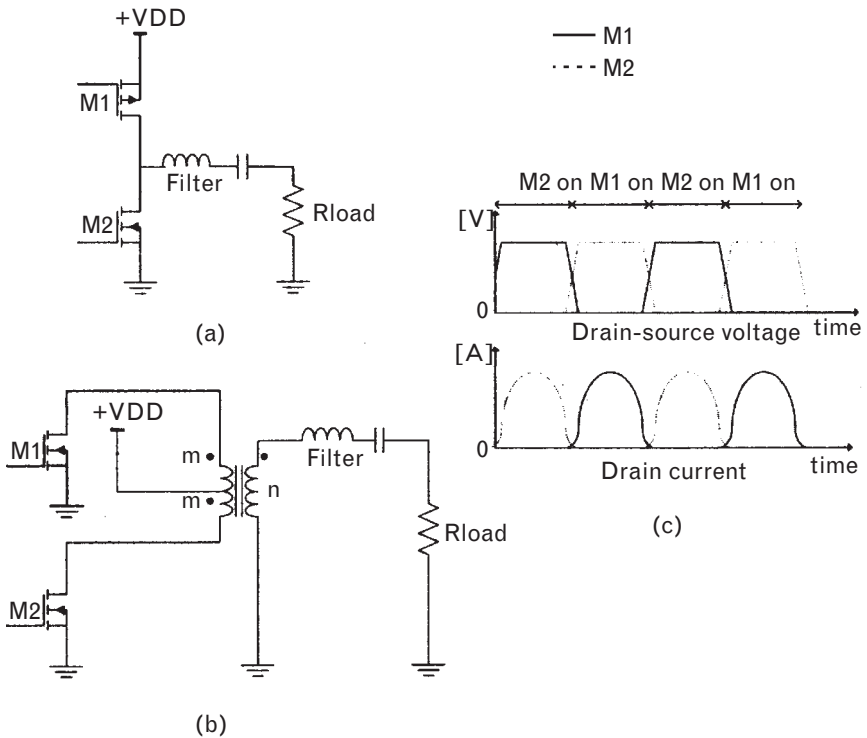 +VDD
M1
M2
Filter
Rload
(a)
+VDD
M1
m
m
n
Filter
Rload
M2
(b)
M1
M2
M2 on M1 on M2 on M1 on
[V]
0
Drain-source voltage
time
[A]
0
Drain current
time
(c)